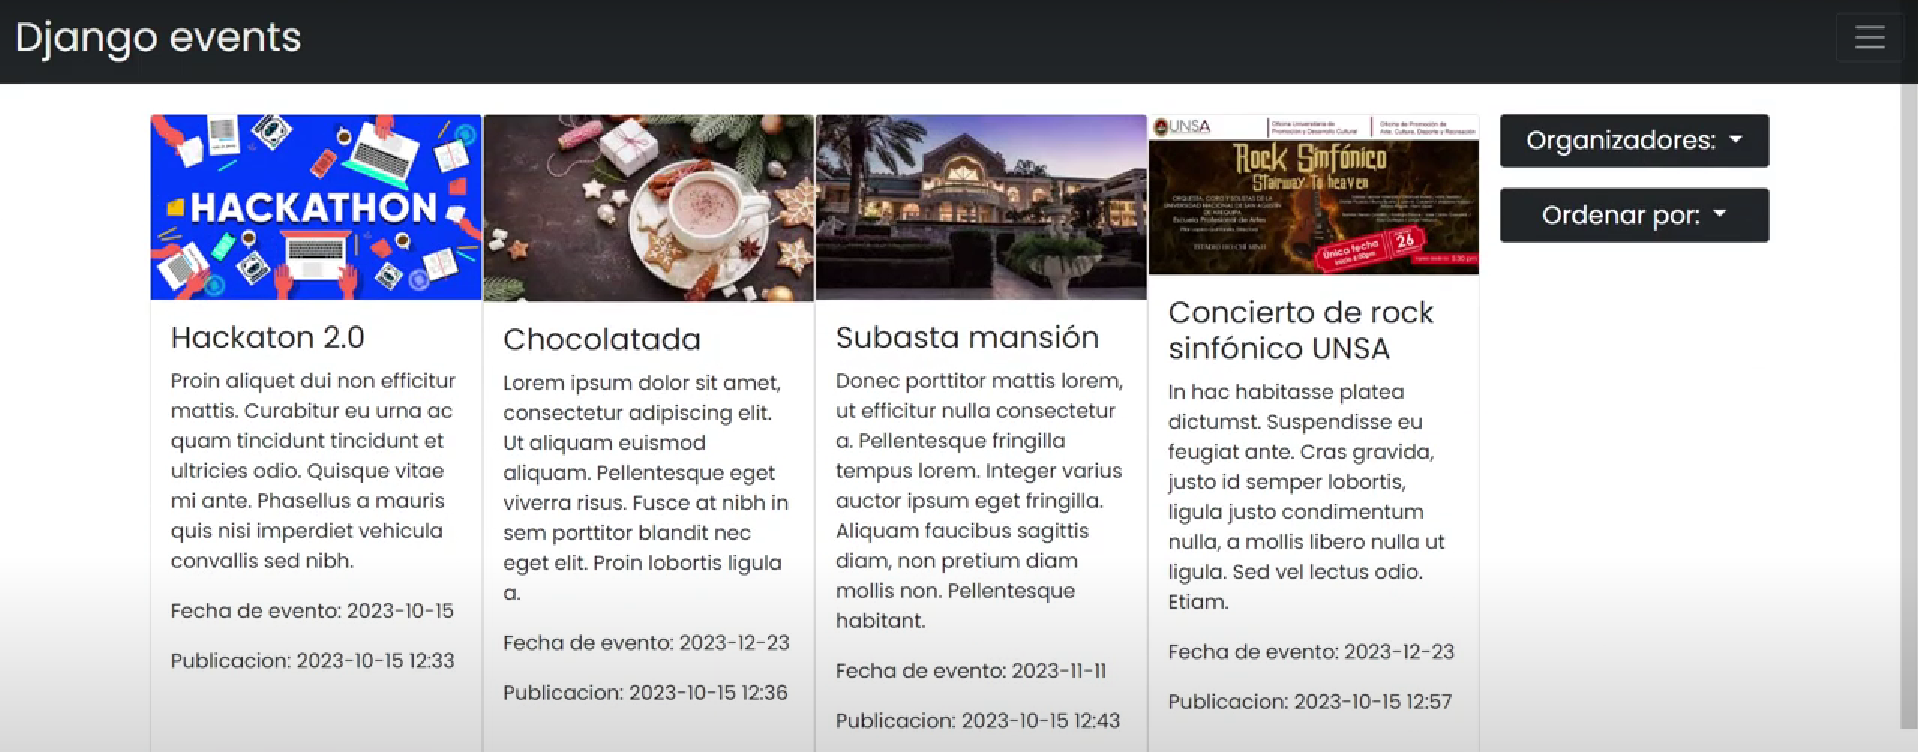 Django events
HACKATHON
UNSA
Rock Sinfónico
Stairway To heaven
Único fecha
26
Organizadores:
Ordenar por:
Hackaton 2.0
Proin aliquet dui non efficitur
mattis. Curabitur eu urna ac
quam tincidunt tincidunt et
ultricies odio. Quisque vitae
mi ante. Phasellus a mauris
quis nisi imperdiet vehicula
convallis sed nibh.
Fecha de evento: 2023-10-15
Publicacion: 2023-10-15 12:33
Chocolatada
Lorem ipsum dolor sit amet,
consectetur adipiscing elit.
Ut aliquam euismod
aliquam. Pellentesque eget
viverra risus. Fusce at nibh in
sem porttitor blandit nec
eget elit. Proin lobortis ligula
a.
Fecha de evento: 2023-12-23
Publicacion: 2023-10-15 12:36
Subasta mansión
Donec porttitor mattis lorem,
ut efficitur nulla consectetur
a. Pellentesque fringilla
tempus lorem. Integer varius
auctor ipsum eget fringilla.
Aliquam faucibus sagittis
diam, non pretium diam
mollis non. Pellentesque
habitant.
Fecha de evento: 2023-11-11
Publicacion: 2023-10-15 12:43
Concierto de rock
sinfónico UNSA
In hac habitasse platea
dictumst. Suspendisse eu
feugiat ante. Cras gravida,
justo id semper lobortis,
ligula justo condimentum
nulla, a mollis libero nulla ut
ligula. Sed vel lectus odio.
Etiam.
Fecha de evento: 2023-12-23
Publicacion: 2023-10-15 12:57